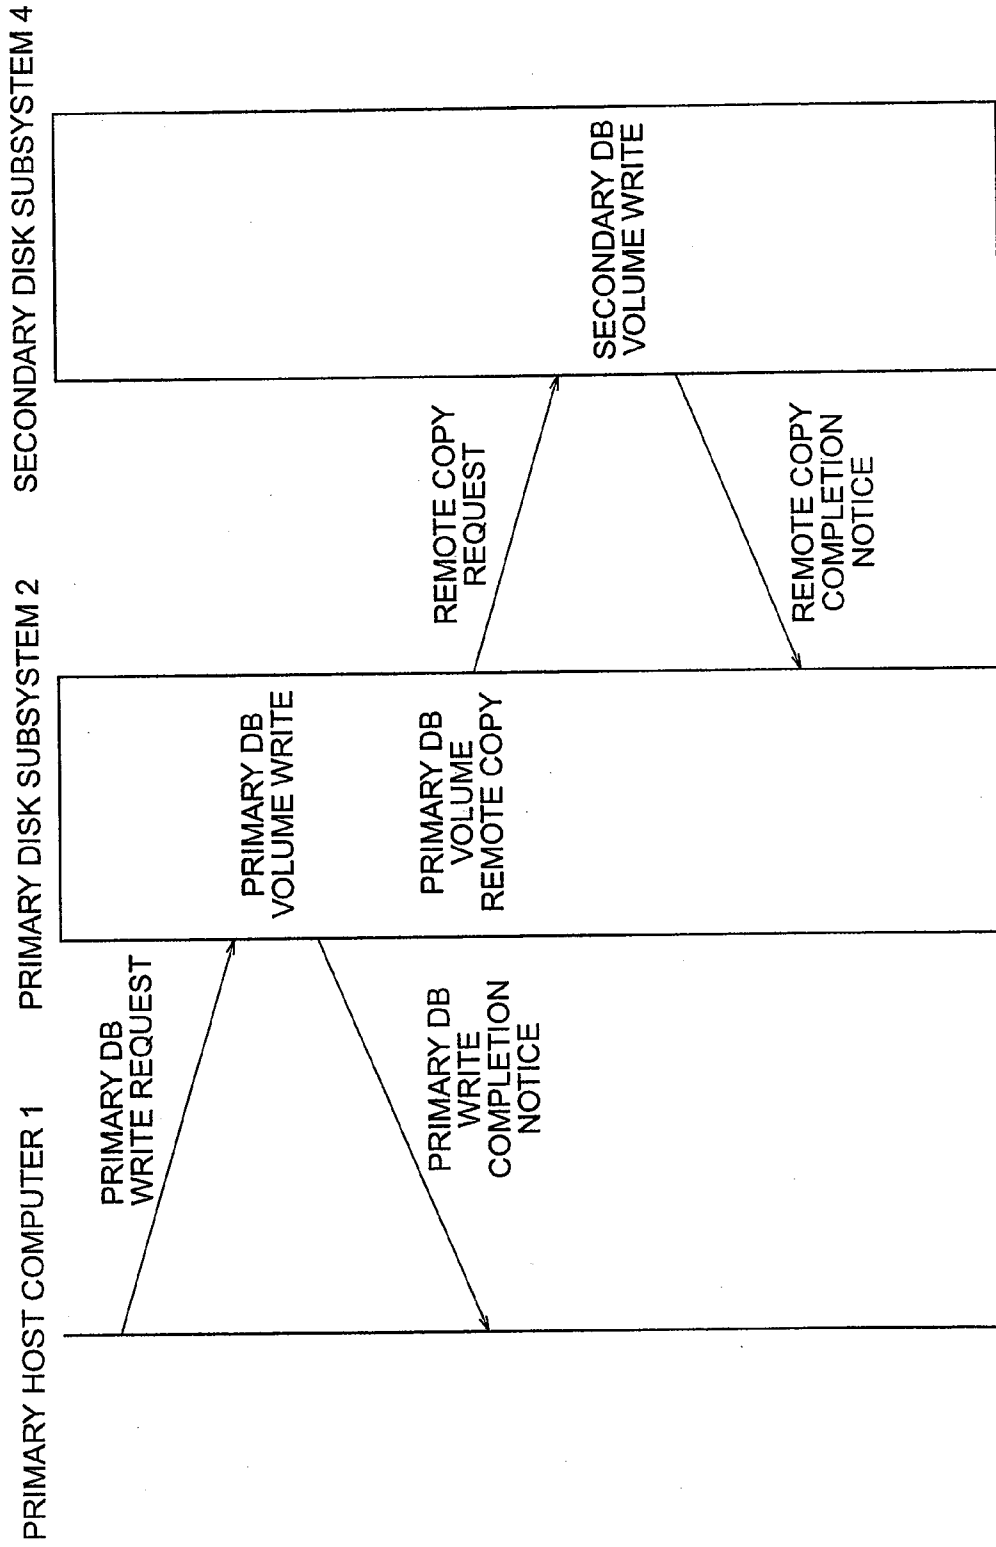 PRIMARY HOST COMPUTER 1
PRIMARY DISK SUBSYSTEM 2
SECONDARY DISK SUBSYSTEM 4
PRIMARY DB
WRITE REQUEST
PRIMARY DB
VOLUME WRITE
PRIMARY DB
WRITE
COMPLETION
NOTICE
PRIMARY DB
VOLUME
REMOTE COPY
REMOTE COPY
REQUEST
SECONDARY DB
VOLUME WRITE
REMOTE COPY
COMPLETION
NOTICE